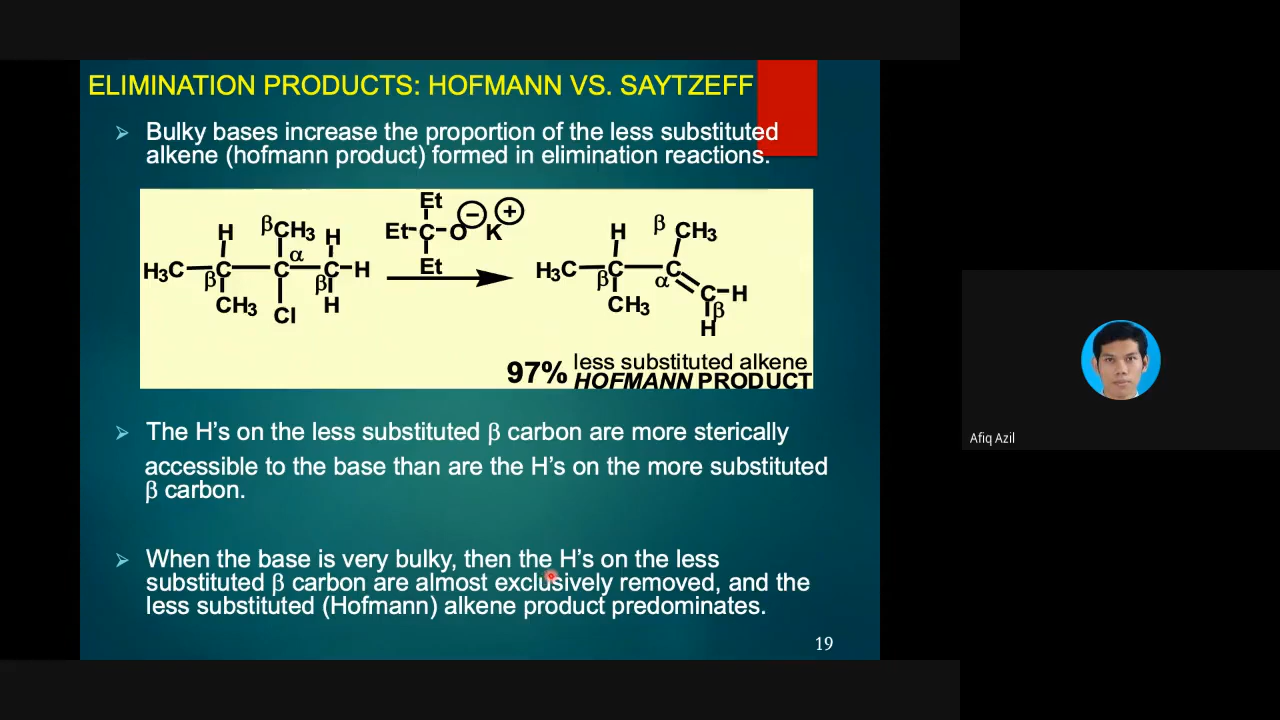 ELIMINATION PRODUCTS: HOFMANN VS. SAYTZEFF
➢ Bulky bases increase the proportion of the less substituted
alkene (hofmann product) formed in elimination reactions.
Et
H βCH₃ H Et-C-O⊖ K⊕ H β CH₃
α
H₃C C C C-H Et H₃C C C
β β β α
CH₃ Cl H CH₃ C-H
β
H
97% less substituted alkene
HOFMANN PRODUCT
➢ The H's on the less substituted β carbon are more sterically
accessible to the base than are the H's on the more substituted
β carbon.
➢ When the base is very bulky, then the H's on the less
substituted β carbon are almost exclusively removed, and the
less substituted (Hofmann) alkene product predominates.
19
Afiq Azil